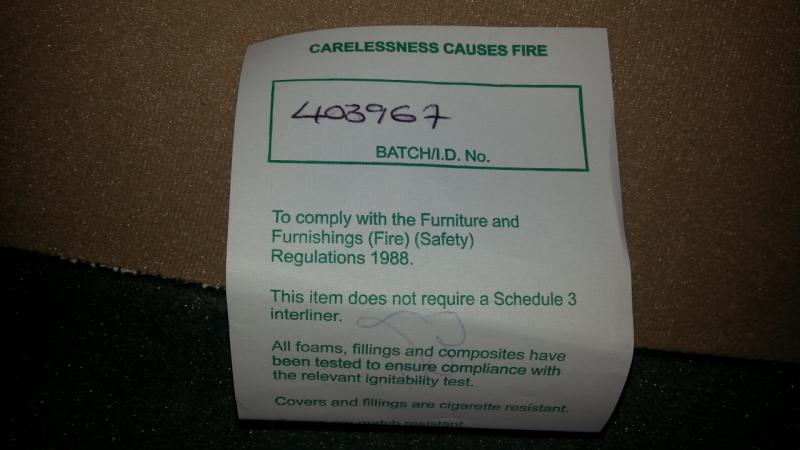 CARELESSNESS CAUSES FIRE
403967
BATCH/I.D. No.
To comply with the Furniture and
Furnishings (Fire) (Safety)
Regulations 1988.
This item does not require a Schedule 3
interliner.
All foams, fillings and composites have
been tested to ensure compliance with
the relevant ignitability test.
Covers and fillings are cigarette resistant.
match resistant.